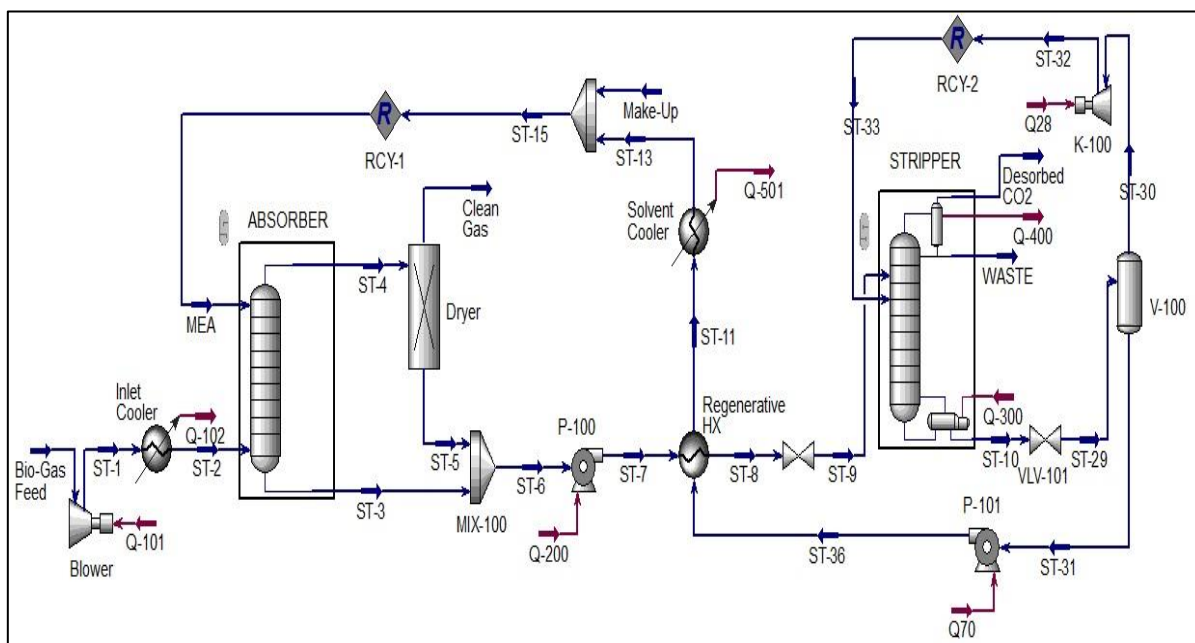 R
ST-32
RCY-2
Make-Up
R
ST-15
RCY-1
ST-13
ST-33
Q28
K-100
STRIPPER
Desorbed
CO2
ST-30
Clean
Gas
Q-501
Solvent
Cooler
ABSORBER
Q-400
WASTE
V-100
ST-4
Dryer
MEA
ST-11
Inlet
Cooler
Q-102
Regenerative
HX
P-100
Q-300
Bio-Gas
Feed
ST-1
ST-2
ST-5
ST-6
ST-7
ST-8
ST-9
ST-10
ST-29
VLV-101
ST-3
MIX-100
P-101
Q-101
Blower
Q-200
ST-36
ST-31
Q70